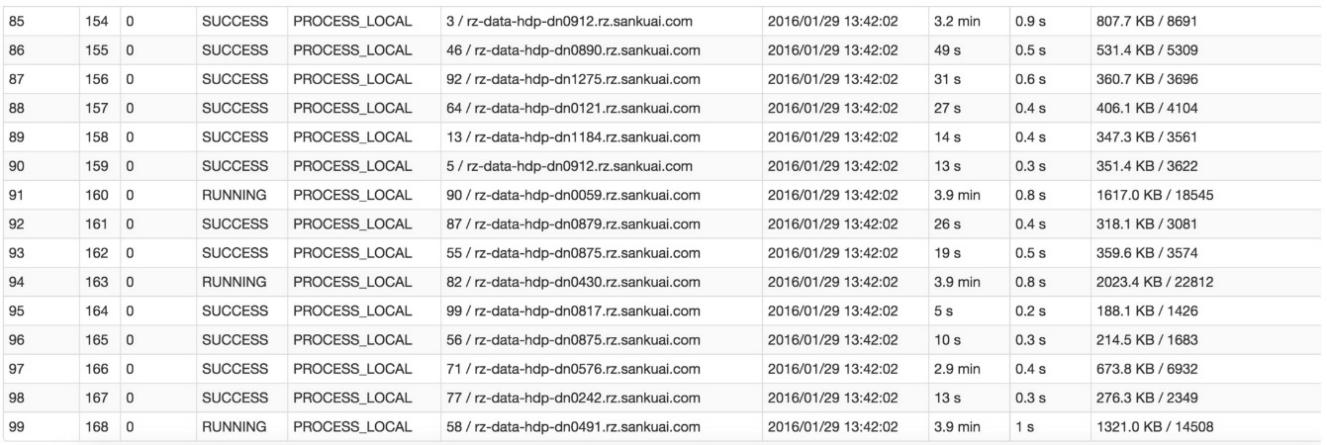 85 154 0 SUCCESS PROCESS_LOCAL 3 / rz-data-hdp-dn0912.rz.sankuai.com 2016/01/29 13:42:02 3.2 min 0.9 s 807.7 KB / 8691
86 155 0 SUCCESS PROCESS_LOCAL 46 / rz-data-hdp-dn0890.rz.sankuai.com 2016/01/29 13:42:02 49 s 0.5 s 531.4 KB / 5309
87 156 0 SUCCESS PROCESS_LOCAL 92 / rz-data-hdp-dn1275.rz.sankuai.com 2016/01/29 13:42:02 31 s 0.6 s 360.7 KB / 3696
88 157 0 SUCCESS PROCESS_LOCAL 64 / rz-data-hdp-dn0121.rz.sankuai.com 2016/01/29 13:42:02 27 s 0.4 s 406.1 KB / 4104
89 158 0 SUCCESS PROCESS_LOCAL 13 / rz-data-hdp-dn1184.rz.sankuai.com 2016/01/29 13:42:02 14 s 0.4 s 347.3 KB / 3561
90 159 0 SUCCESS PROCESS_LOCAL 5 / rz-data-hdp-dn0912.rz.sankuai.com 2016/01/29 13:42:02 13 s 0.3 s 351.4 KB / 3622
91 160 0 RUNNING PROCESS_LOCAL 90 / rz-data-hdp-dn0059.rz.sankuai.com 2016/01/29 13:42:02 3.9 min 0.8 s 1617.0 KB / 18545
92 161 0 SUCCESS PROCESS_LOCAL 87 / rz-data-hdp-dn0879.rz.sankuai.com 2016/01/29 13:42:02 26 s 0.4 s 318.1 KB / 3081
93 162 0 SUCCESS PROCESS_LOCAL 55 / rz-data-hdp-dn0875.rz.sankuai.com 2016/01/29 13:42:02 19 s 0.5 s 359.6 KB / 3574
94 163 0 RUNNING PROCESS_LOCAL 82 / rz-data-hdp-dn0430.rz.sankuai.com 2016/01/29 13:42:02 3.9 min 0.8 s 2023.4 KB / 22812
95 164 0 SUCCESS PROCESS_LOCAL 99 / rz-data-hdp-dn0817.rz.sankuai.com 2016/01/29 13:42:02 5 s 0.2 s 188.1 KB / 1426
96 165 0 SUCCESS PROCESS_LOCAL 56 / rz-data-hdp-dn0875.rz.sankuai.com 2016/01/29 13:42:02 10 s 0.3 s 214.5 KB / 1683
97 166 0 SUCCESS PROCESS_LOCAL 71 / rz-data-hdp-dn0576.rz.sankuai.com 2016/01/29 13:42:02 2.9 min 0.4 s 673.8 KB / 6932
98 167 0 SUCCESS PROCESS_LOCAL 77 / rz-data-hdp-dn0242.rz.sankuai.com 2016/01/29 13:42:02 13 s 0.3 s 276.3 KB / 2349
99 168 0 RUNNING PROCESS_LOCAL 58 / rz-data-hdp-dn0491.rz.sankuai.com 2016/01/29 13:42:02 3.9 min 1 s 1321.0 KB / 14508